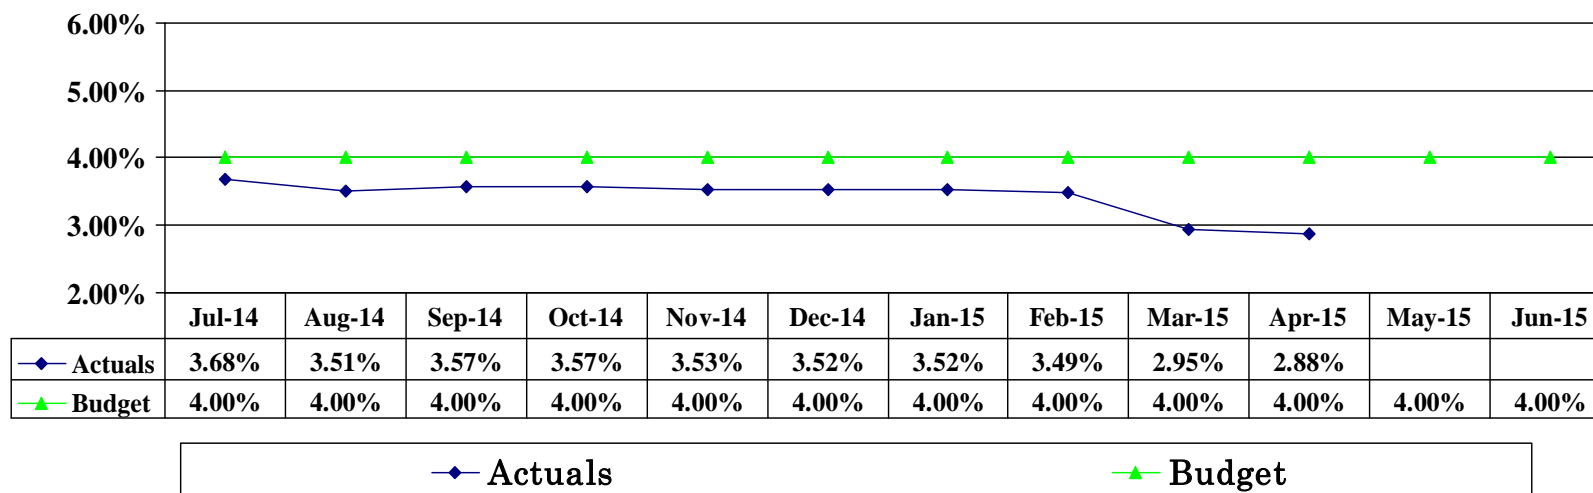 6.00%
5.00%
4.00%
3.00%
2.00%
Jul-14 Aug-14 Sep-14 Oct-14 Nov-14 Dec-14 Jan-15 Feb-15 Mar-15 Apr-15 May-15 Jun-15
Actuals 3.68% 3.51% 3.57% 3.57% 3.53% 3.52% 3.52% 3.49% 2.95% 2.88%
Budget 4.00% 4.00% 4.00% 4.00% 4.00% 4.00% 4.00% 4.00% 4.00% 4.00% 4.00% 4.00%
Actuals Budget